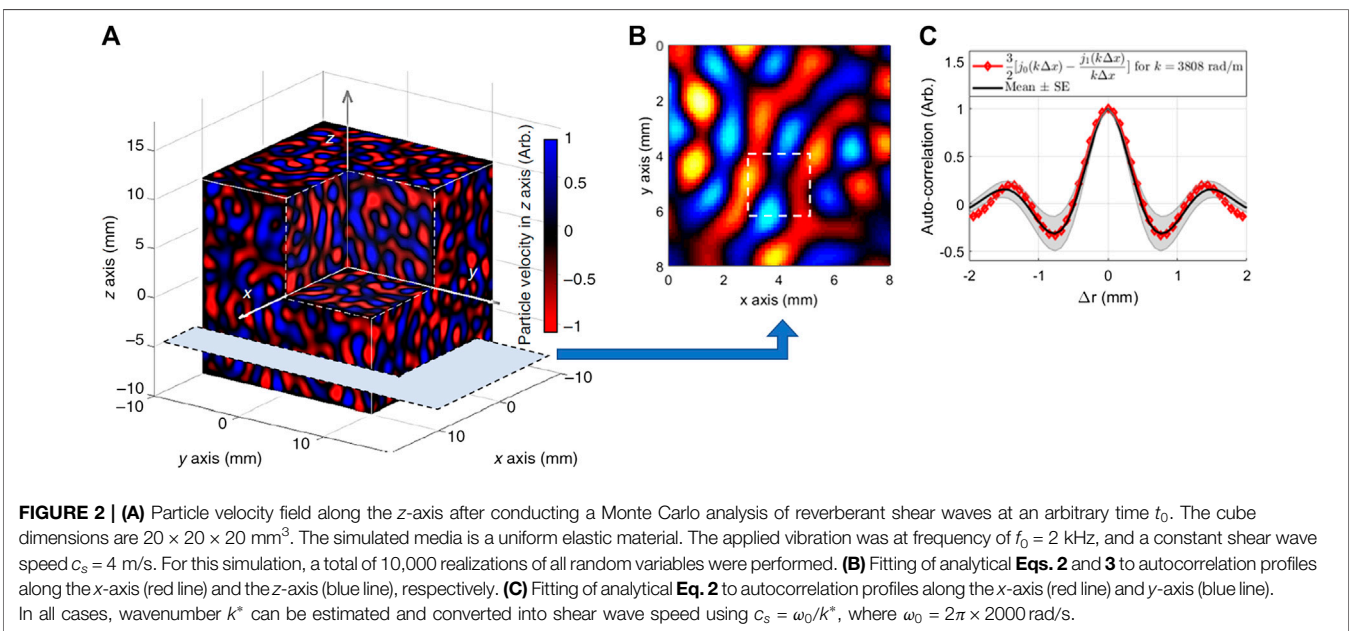 A
15
10
5
0
−5
−10
−10
0
10
10
0
−10
z axis (mm)
y axis (mm)
x axis (mm)
z
x
y
Particle velocity in z axis (Arb.)
1
0.5
0
−0.5
−1
B
0
2
4
6
8
0 2 4 6 8
y axis (mm)
x axis (mm)
C
3/2[j₀(kΔx) − j₁(kΔx)/kΔx] for k = 3808 rad/m
Mean ± SE
1.5
1
0.5
0
-0.5
-2 -1 0 1 2
Auto-correlation (Arb.)
Δr (mm)
FIGURE 2 | (A) Particle velocity field along the z-axis after conducting a Monte Carlo analysis of reverberant shear waves at an arbitrary time t₀. The cube
dimensions are 20 × 20 × 20 mm³. The simulated media is a uniform elastic material. The applied vibration was at frequency of f₀ = 2 kHz, and a constant shear wave
speed cₛ = 4 m/s. For this simulation, a total of 10,000 realizations of all random variables were performed. (B) Fitting of analytical Eqs. 2 and 3 to autocorrelation profiles
along the x-axis (red line) and the z-axis (blue line), respectively. (C) Fitting of analytical Eq. 2 to autocorrelation profiles along the x-axis (red line) and y-axis (blue line).
In all cases, wavenumber k* can be estimated and converted into shear wave speed using cₛ = ω₀/k*, where ω₀ = 2π × 2000 rad/s.